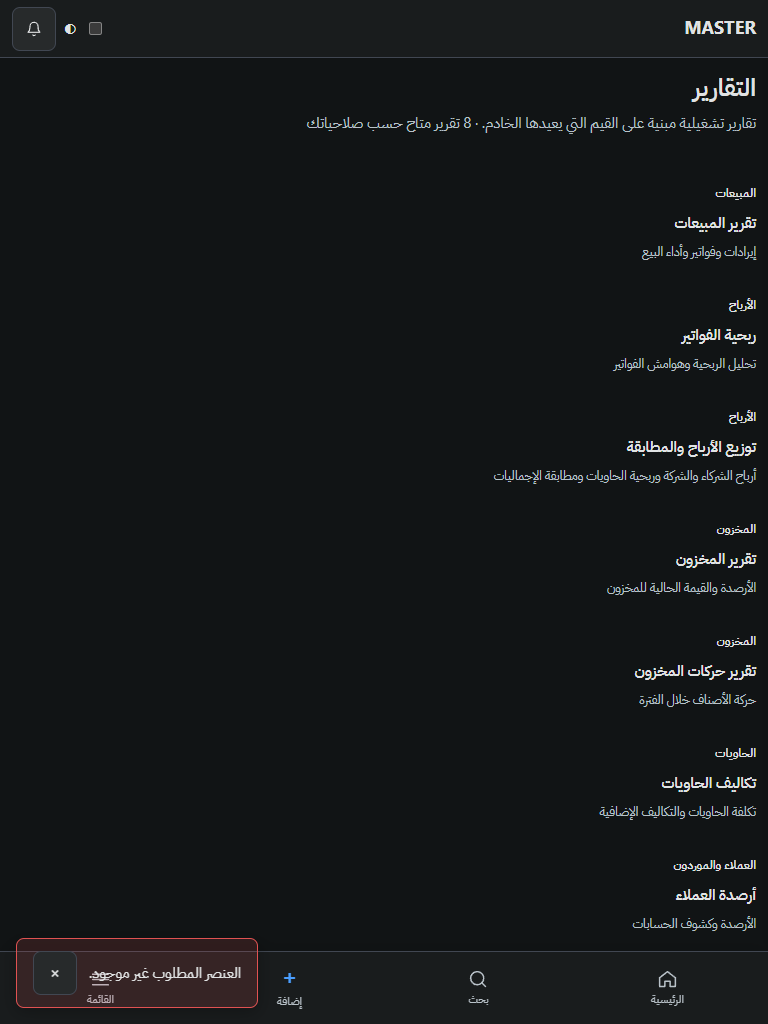 MASTER
التقارير
تقارير تشغيلية مبنية على القيم التي يعيدها الخادم. · 8 تقرير متاح حسب صلاحياتك
المبيعات
تقرير المبيعات
إيرادات وفواتير وأداء البيع
الأرباح
ربحية الفواتير
تحليل الربحية وهوامش الفواتير
الأرباح
توزيع الأرباح والمطابقة
أرباح الشركاء والشركة وربحية الحاويات ومطابقة الإجماليات
المخزون
تقرير المخزون
الأرصدة والقيمة الحالية للمخزون
المخزون
تقرير حركات المخزون
حركة الأصناف خلال الفترة
الحاويات
تكاليف الحاويات
تكلفة الحاويات والتكاليف الإضافية
العملاء والموردون
أرصدة العملاء
الأرصدة وكشوف الحسابات
العنصر المطلوب غير موجود.
الرئيسية
بحث
إضافة
القائمة